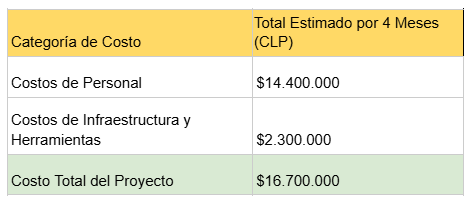 Categoría de Costo
Total Estimado por 4 Meses
(CLP)
Costos de Personal
$14.400.000
Costos de Infraestructura y
Herramientas
$2.300.000
Costo Total del Proyecto
$16.700.000